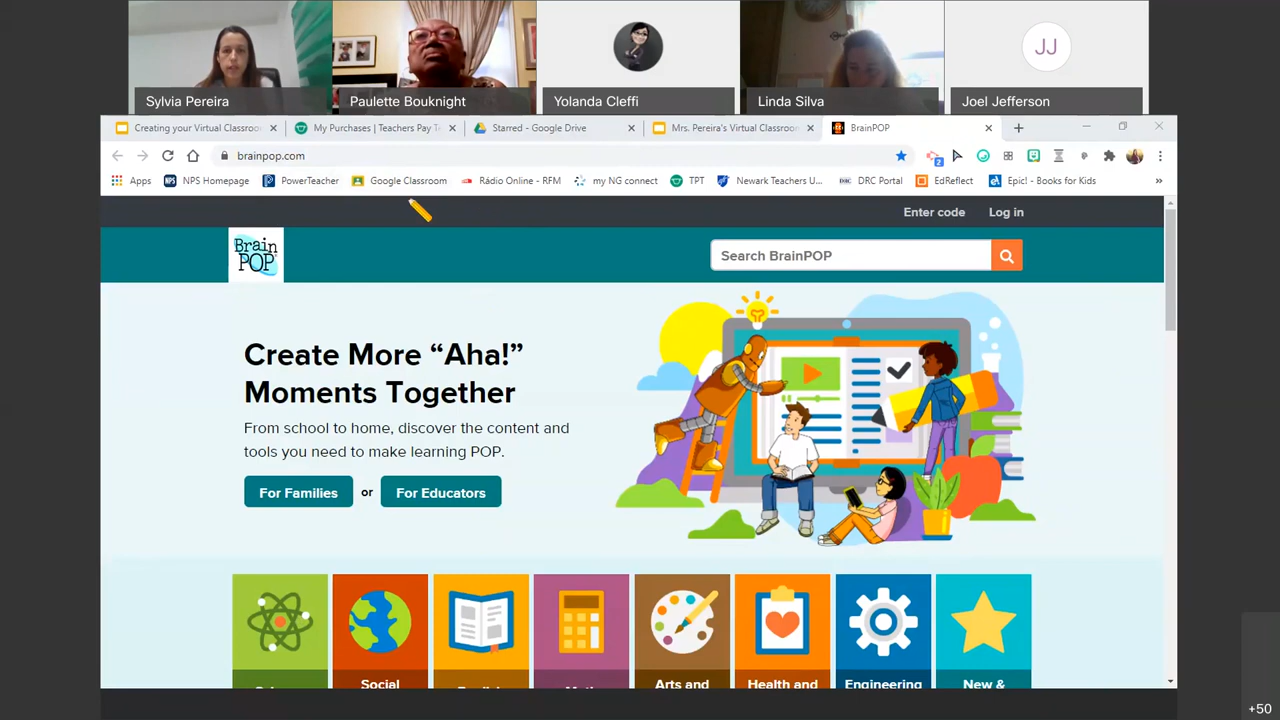 JJ
Sylvia Pereira
Paulette Bouknight
Yolanda Cleffi
Linda Silva
Joel Jefferson
Creating your Virtual Classroo
My Purchases | Teachers Pay T
Starred - Google Drive
Mrs. Pereira's Virtual Classroom
BrainPOP
brainpop.com
2
Apps
NPS Homepage
PowerTeacher
Google Classroom
Rádio Online - RFM
my NG connect
TPT
Newark Teachers U...
DRC Portal
EdReflect
Epic! - Books for Kids
»
Enter code
Log in
Brain
POP
Search BrainPOP
Create More “Aha!”
Moments Together
From school to home, discover the content and
tools you need to make learning POP.
For Families
or
For Educators
Social
Arts and
Health and
Engineering
New &
+50